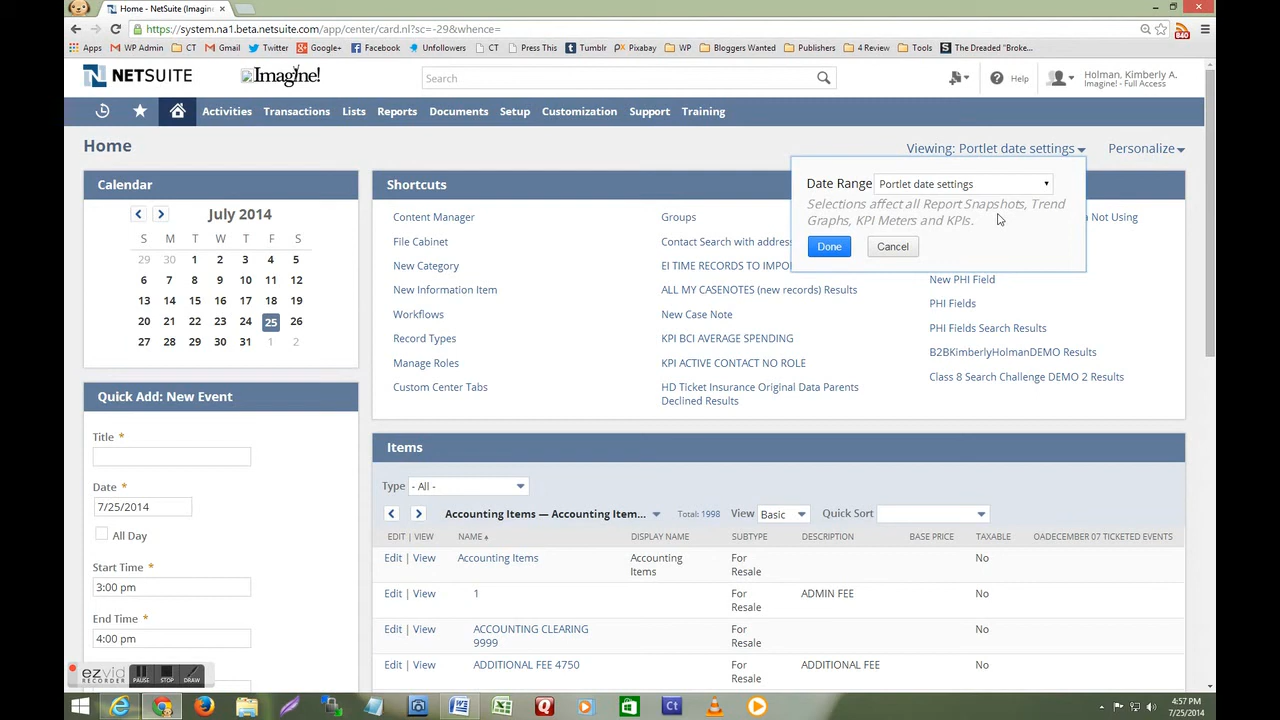 Home - NetSuite (Imagine
https://system.na1.beta.netsuite.com/app/center/card.nl?sc=-29&whence=
Apps WP Admin CT Gmail Twitter Google+ Facebook Unfollowers CT Press This Tumblr Pixabay WP Bloggers Wanted Publishers 4 Review Tools The Dreaded "Broke...
840
NETSUITE
Imagine!
Search
Help
Holman, Kimberly A.
Imagine! - Full Access
Activities Transactions Lists Reports Documents Setup Customization Support Training
Home
Viewing: Portlet date settings
Personalize
Date Range Portlet date settings
Selections affect all Report Snapshots, Trend
Graphs, KPI Meters and KPIs.
Done Cancel
Calendar
July 2014
S M T W T F S
29 30 1 2 3 4 5
6 7 8 9 10 11 12
13 14 15 16 17 18 19
20 21 22 23 24 25 26
27 28 29 30 31 1 2
Shortcuts
Content Manager
File Cabinet
New Category
New Information Item
Workflows
Record Types
Manage Roles
Custom Center Tabs
Groups
Contact Search with addres
EI TIME RECORDS TO IMPO
ALL MY CASENOTES (new records) Results
New Case Note
KPI BCI AVERAGE SPENDING
KPI ACTIVE CONTACT NO ROLE
HD Ticket Insurance Original Data Parents
Declined Results
Not Using
New PHI Field
PHI Fields
PHI Fields Search Results
B2BKimberlyHolmanDEMO Results
Class 8 Search Challenge DEMO 2 Results
Quick Add: New Event
Title *
Date *
7/25/2014
All Day
Start Time *
3:00 pm
End Time *
4:00 pm
Items
Type - All -
Accounting Items — Accounting Item... Total: 1998 View Basic Quick Sort
EDIT | VIEW NAME DISPLAY NAME SUBTYPE DESCRIPTION BASE PRICE TAXABLE OADECEMBER 07 TICKETED EVENTS
Edit | View Accounting Items Accounting Items For Resale No
Edit | View 1 For Resale ADMIN FEE No
Edit | View ACCOUNTING CLEARING 9999 For Resale No
Edit | View ADDITIONAL FEE 4750 For Resale ADDITIONAL FEE No
ezvid
RECORDER
PAUSE STOP DRAW
Ct
4:57 PM
7/25/2014